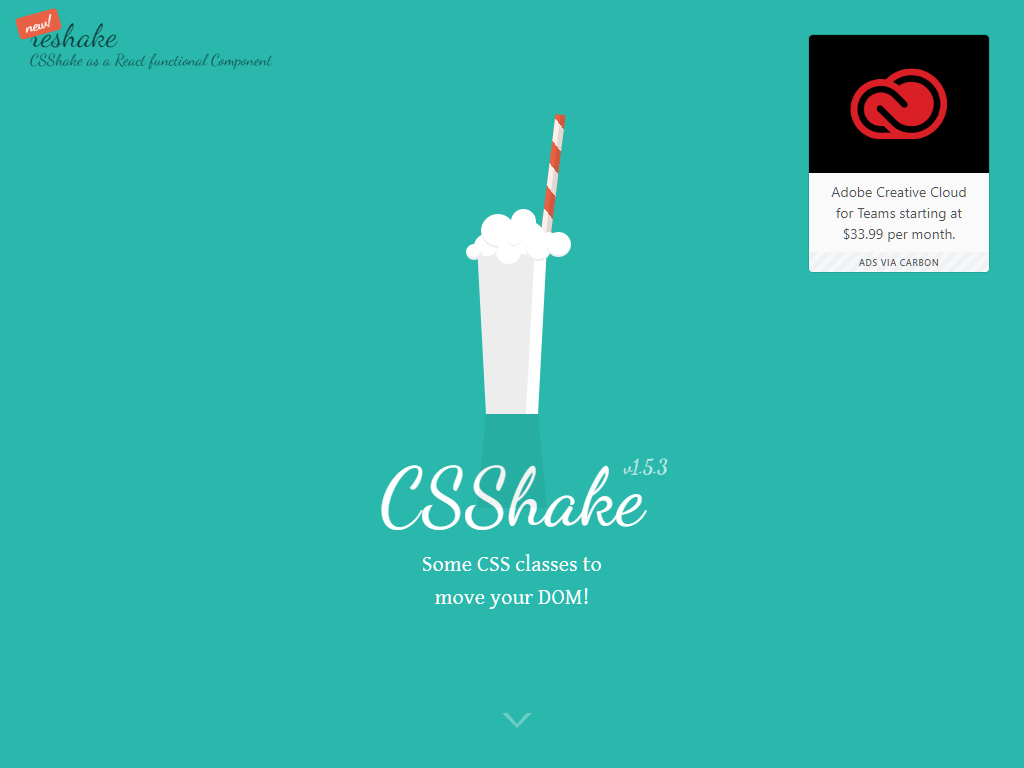 new!
reshake
CSShake as a React functional Component
Adobe Creative Cloud
for Teams starting at
$33.99 per month.
ADS VIA CARBON
v1.5.3
CSShake
Some CSS classes to
move your DOM!